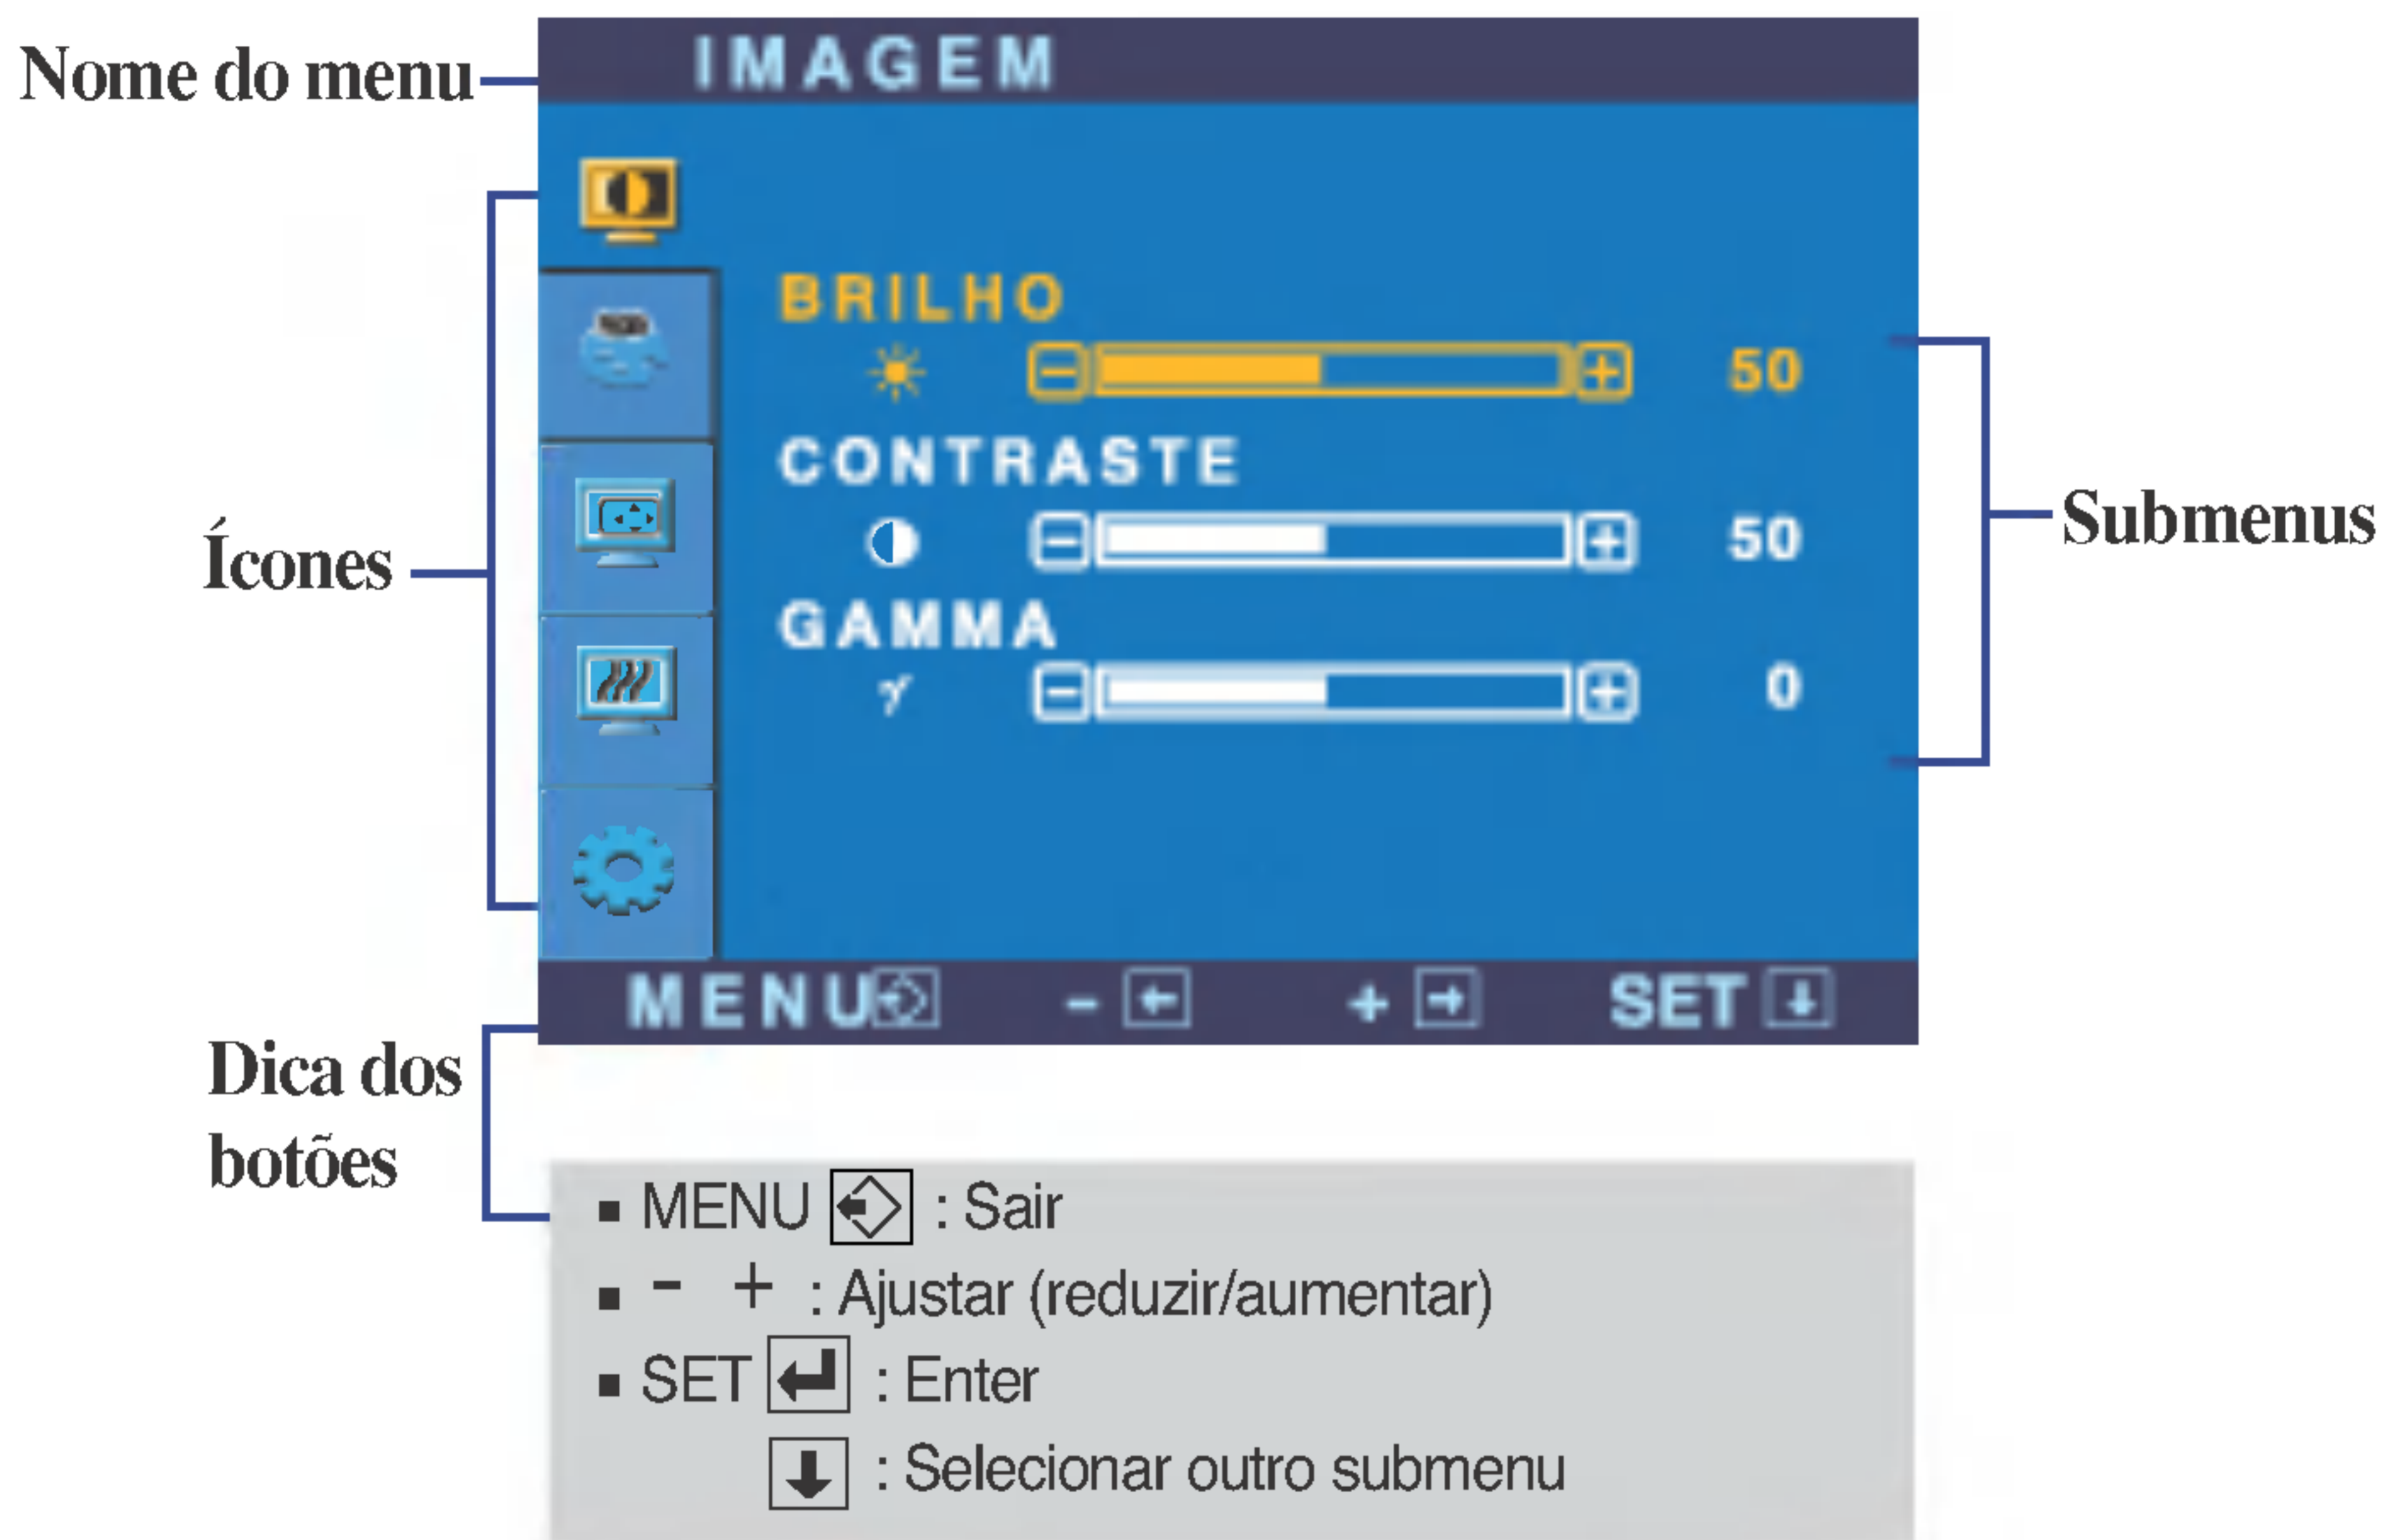 Nome do menu
IMAGEM
BRILHO
50
CONTRASTE
50
GAMMA
γ
0
Ícones
Submenus
MENU - + SET
Dica dos
botões
▪ MENU : Sair
▪ - + : Ajustar (reduzir/aumentar)
▪ SET : Enter
: Selecionar outro submenu